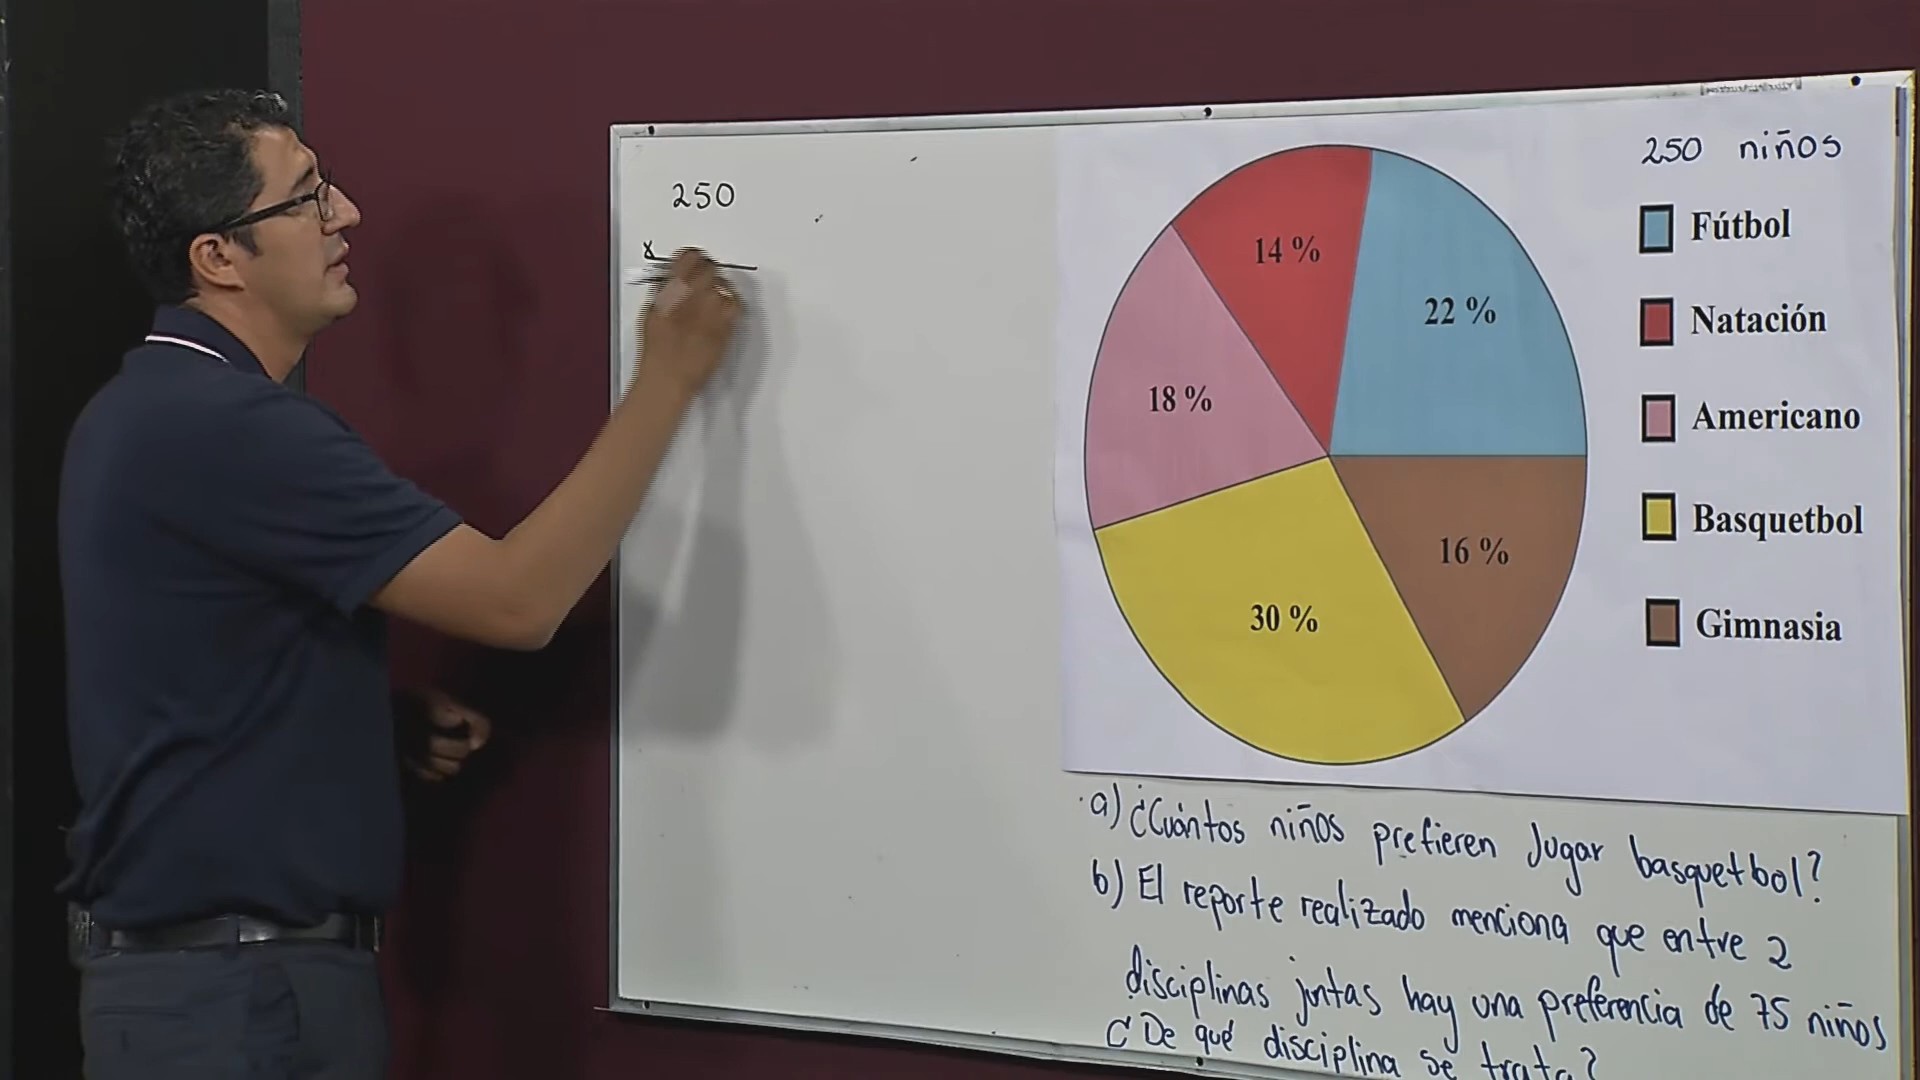 250
x
250 niños
Fútbol
Natación
Americano
Basquetbol
Gimnasia
14 %
22 %
18 %
16 %
30 %
a) ¿Cuántos niños prefieren Jugar basquetbol?
b) El reporte realizado menciona que entre 2
disciplinas juntas hay una preferencia de 75 niños
¿De qué disciplina se trata?